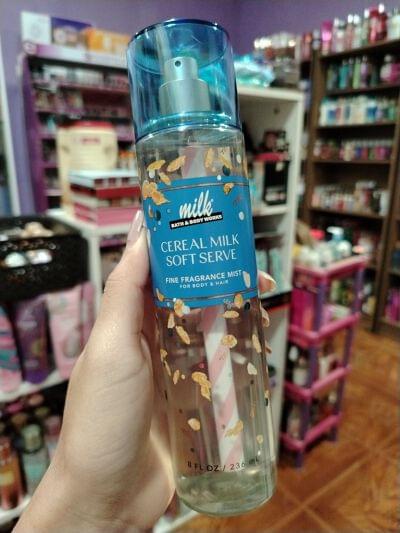 milk
BATH & BODY WORKS
CEREAL MILK
SOFT SERVE
FINE FRAGRANCE MIST
FOR BODY & HAIR
8 FL OZ / 236 mL